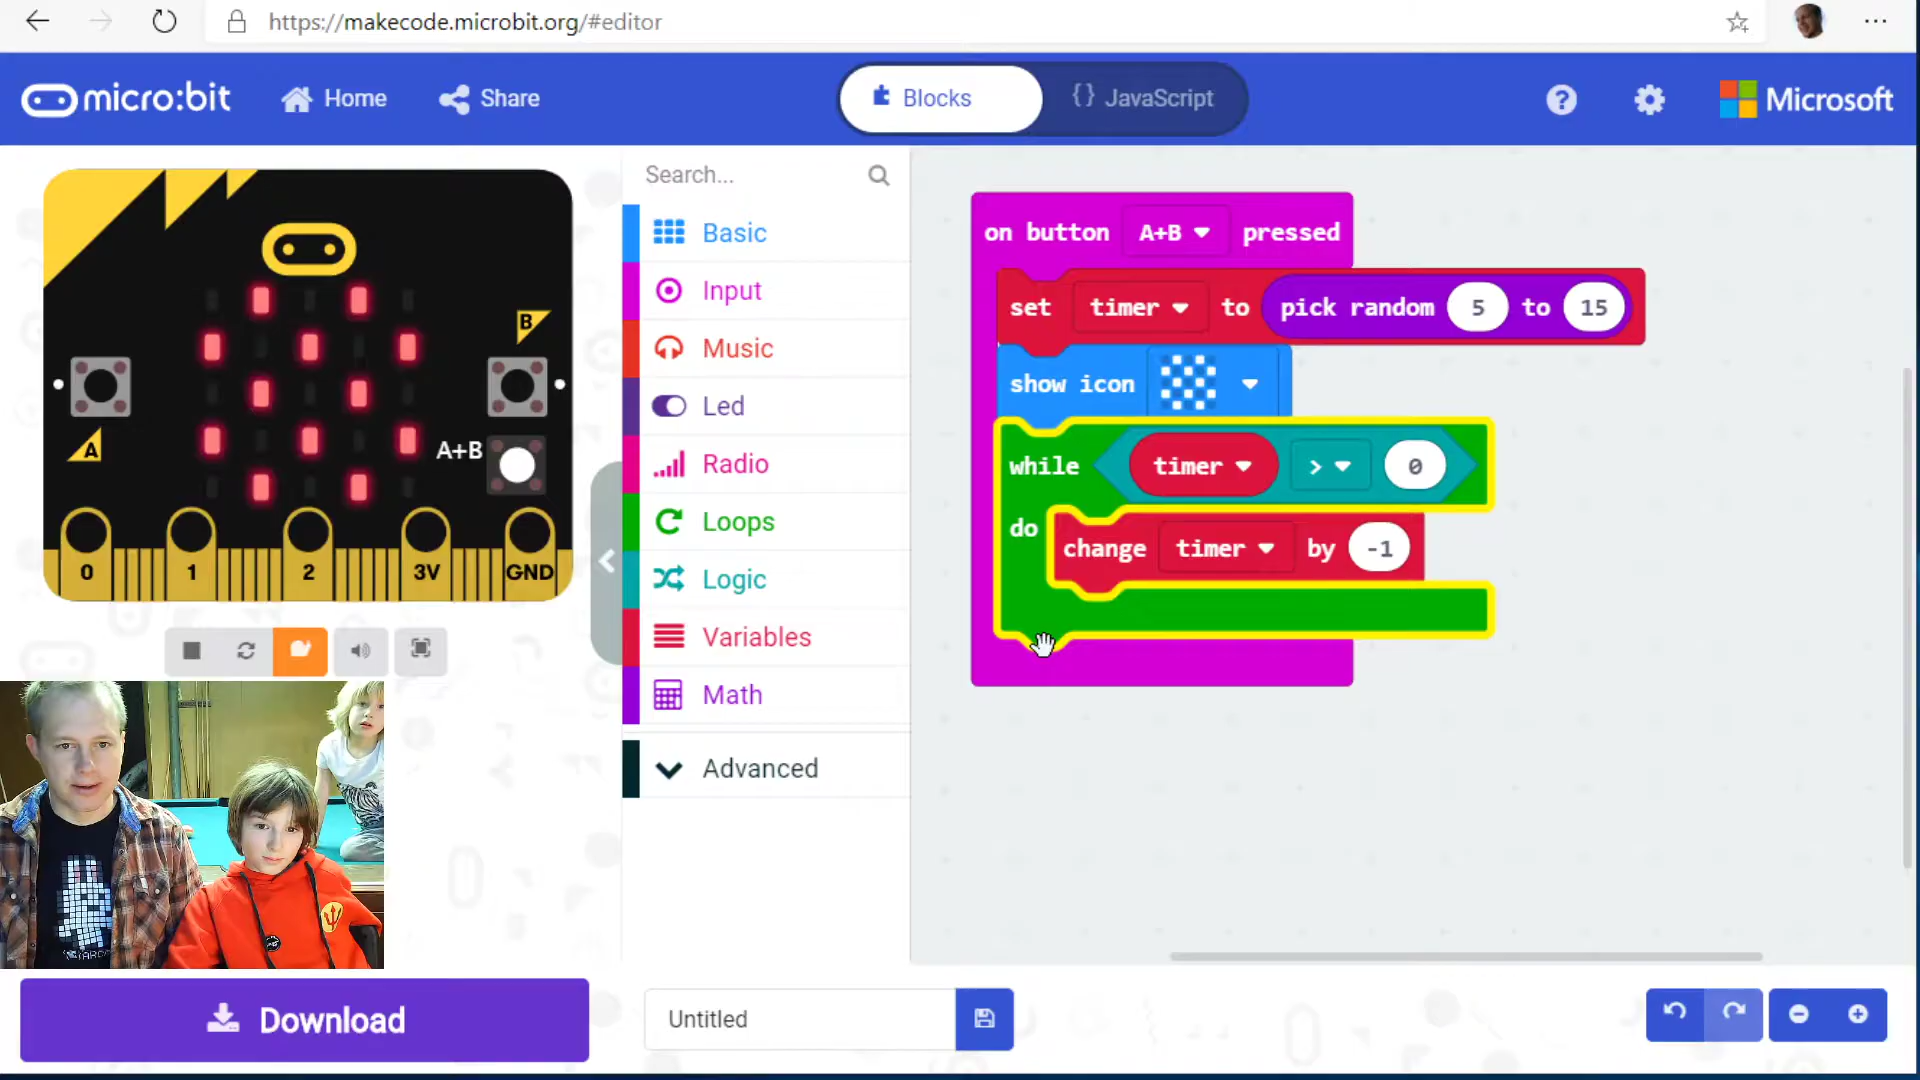 https://makecode.microbit.org/#editor
micro:bit
Home
Share
Blocks
{} JavaScript
?
Microsoft
B
A
A+B
0
1
2
3V
GND
Search...
Basic
Input
Music
Led
Radio
Loops
Logic
Variables
Math
Advanced
on button A+B pressed
set timer to pick random 5 to 15
show icon
while timer > 0
do
change timer by -1
Download
Untitled